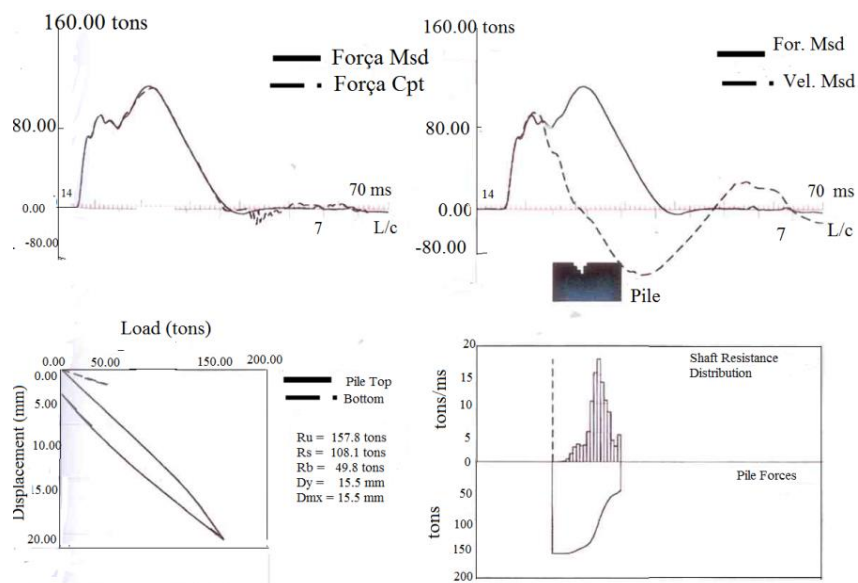 160.00 tons
Força Msd
Força Cpt
80.00
14
70 ms
0.00
7
L/c
-80.00
160.00 tons
For. Msd
Vel. Msd
80.00
14
70
ms
0.00
7
L/c
-80.00
Pile
Load (tons)
0.00 50.00 150.00 200.00
0.00
5.00
10.00
15.00
20.00
Displacement (mm)
Pile Top
Bottom
Ru = 157.8 tons
Rs = 108.1 tons
Rb = 49.8 tons
Dy = 15.5 mm
Dmx = 15.5 mm
20
15
10
5
0
tons/ms
Shaft Resistance
Distribution
Pile Forces
50
100
150
200
tons